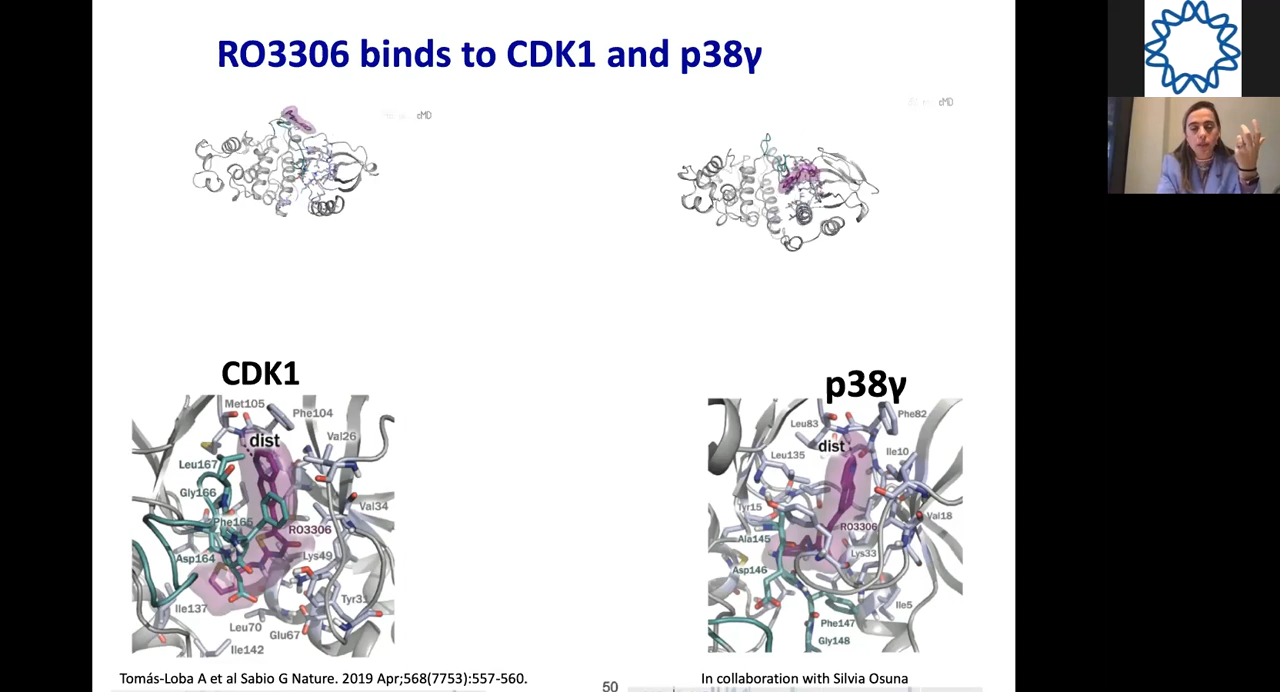 RO3306 binds to CDK1 and p38γ
cMD
cMD
CDK1
p38γ
Met105
Phe104
dist
Val26
Leu167
Gly166
Val34
Phe165
RO3306
Asp164
Lys49
Ile137
Leu70
Glu67
Ile142
Leu83
Phe82
dist
Ile10
Leu135
Tyr15
Val18
RO3306
Ala145
Lys33
Asp146
Ile5
Phe147
Gly148
Tomás-Loba A et al Sabio G Nature. 2019 Apr;568(7753):557-560.
In collaboration with Silvia Osuna
50